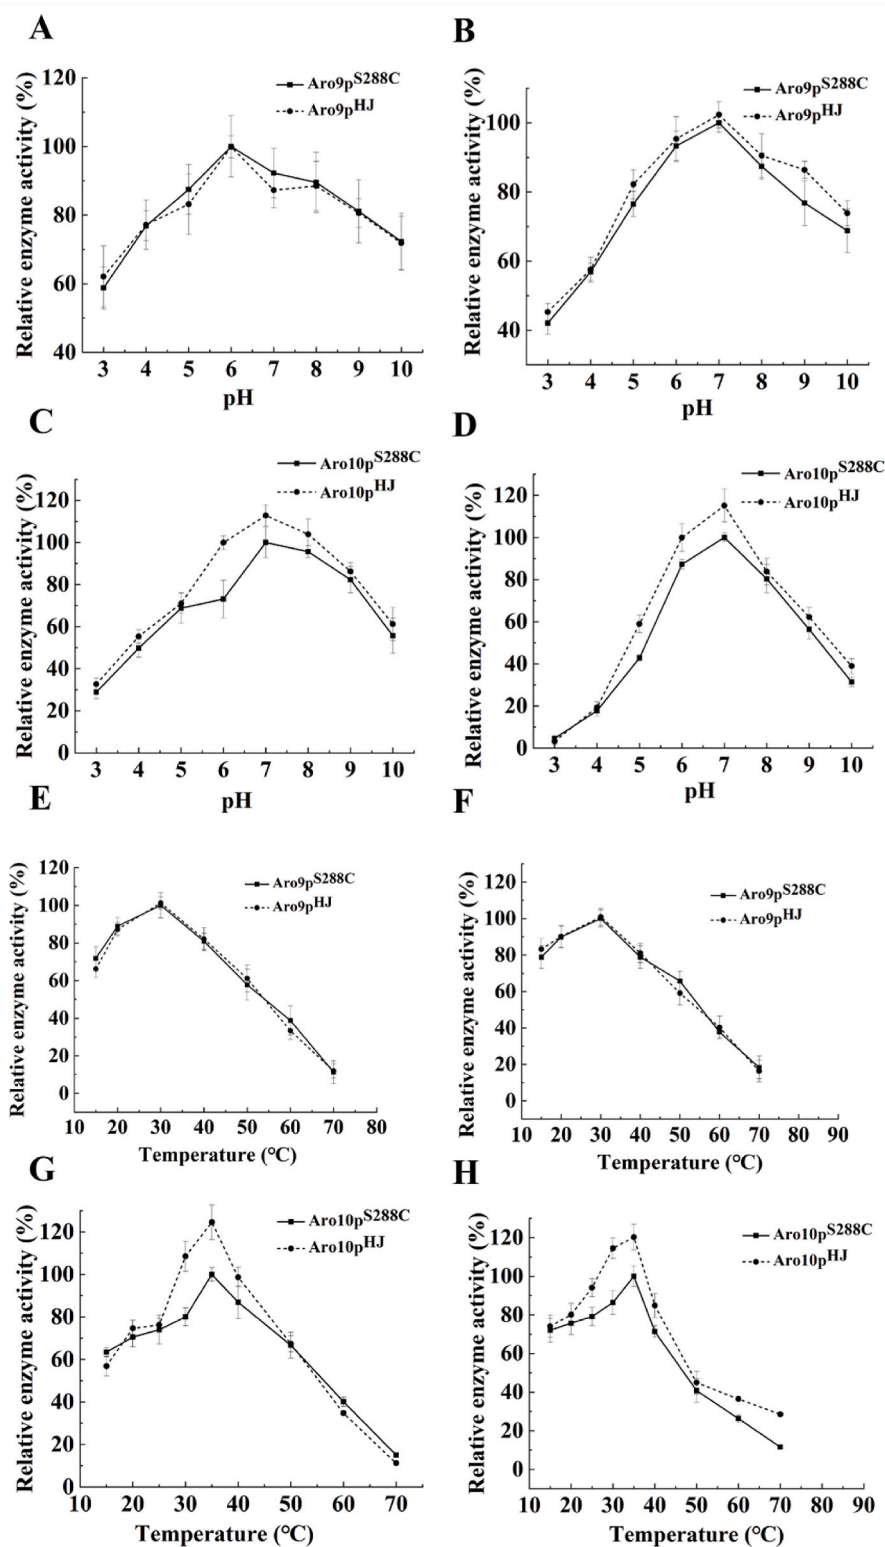 A
Relative enzyme activity (%)
120
100
80
60
40
3 4 5 6 7 8 9 10
pH
Aro9pS288C
Aro9pHJ
B
Relative enzyme activity (%)
100
80
60
40
3 4 5 6 7 8 9 10
pH
Aro9pS288C
Aro9pHJ
C
Relative enzyme activity (%)
120
100
80
60
40
20
0
3 4 5 6 7 8 9 10
pH
Aro10pS288C
Aro10pHJ
D
Relative enzyme activity (%)
120
100
80
60
40
20
0
3 4 5 6 7 8 9 10
pH
Aro10pS288C
Aro10pHJ
E
Relative enzyme activity (%)
120
100
80
60
40
20
0
10 20 30 40 50 60 70 80
Temperature (°C)
Aro9pS288C
Aro9pHJ
F
Relative enzyme activity (%)
120
100
80
60
40
20
0
10 20 30 40 50 60 70 80 90
Temperature (°C)
Aro9pS288C
Aro9pHJ
G
Relative enzyme activity (%)
120
100
80
60
40
20
0
10 20 30 40 50 60 70
Temperature (°C)
Aro10pS288C
Aro10pHJ
H
Relative enzyme activity (%)
120
100
80
60
40
20
0
10 20 30 40 50 60 70 80 90
Temperature (°C)
Aro10pS288C
Aro10pHJ